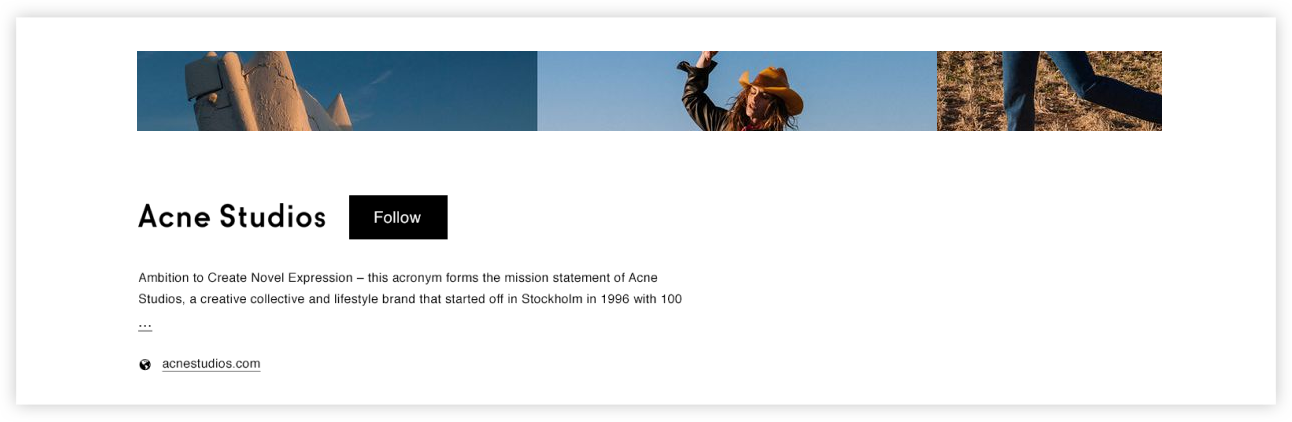 Acne Studios
Follow
Ambition to Create Novel Expression – this acronym forms the mission statement of Acne
Studios, a creative collective and lifestyle brand that started off in Stockholm in 1996 with 100
...
acnestudios.com